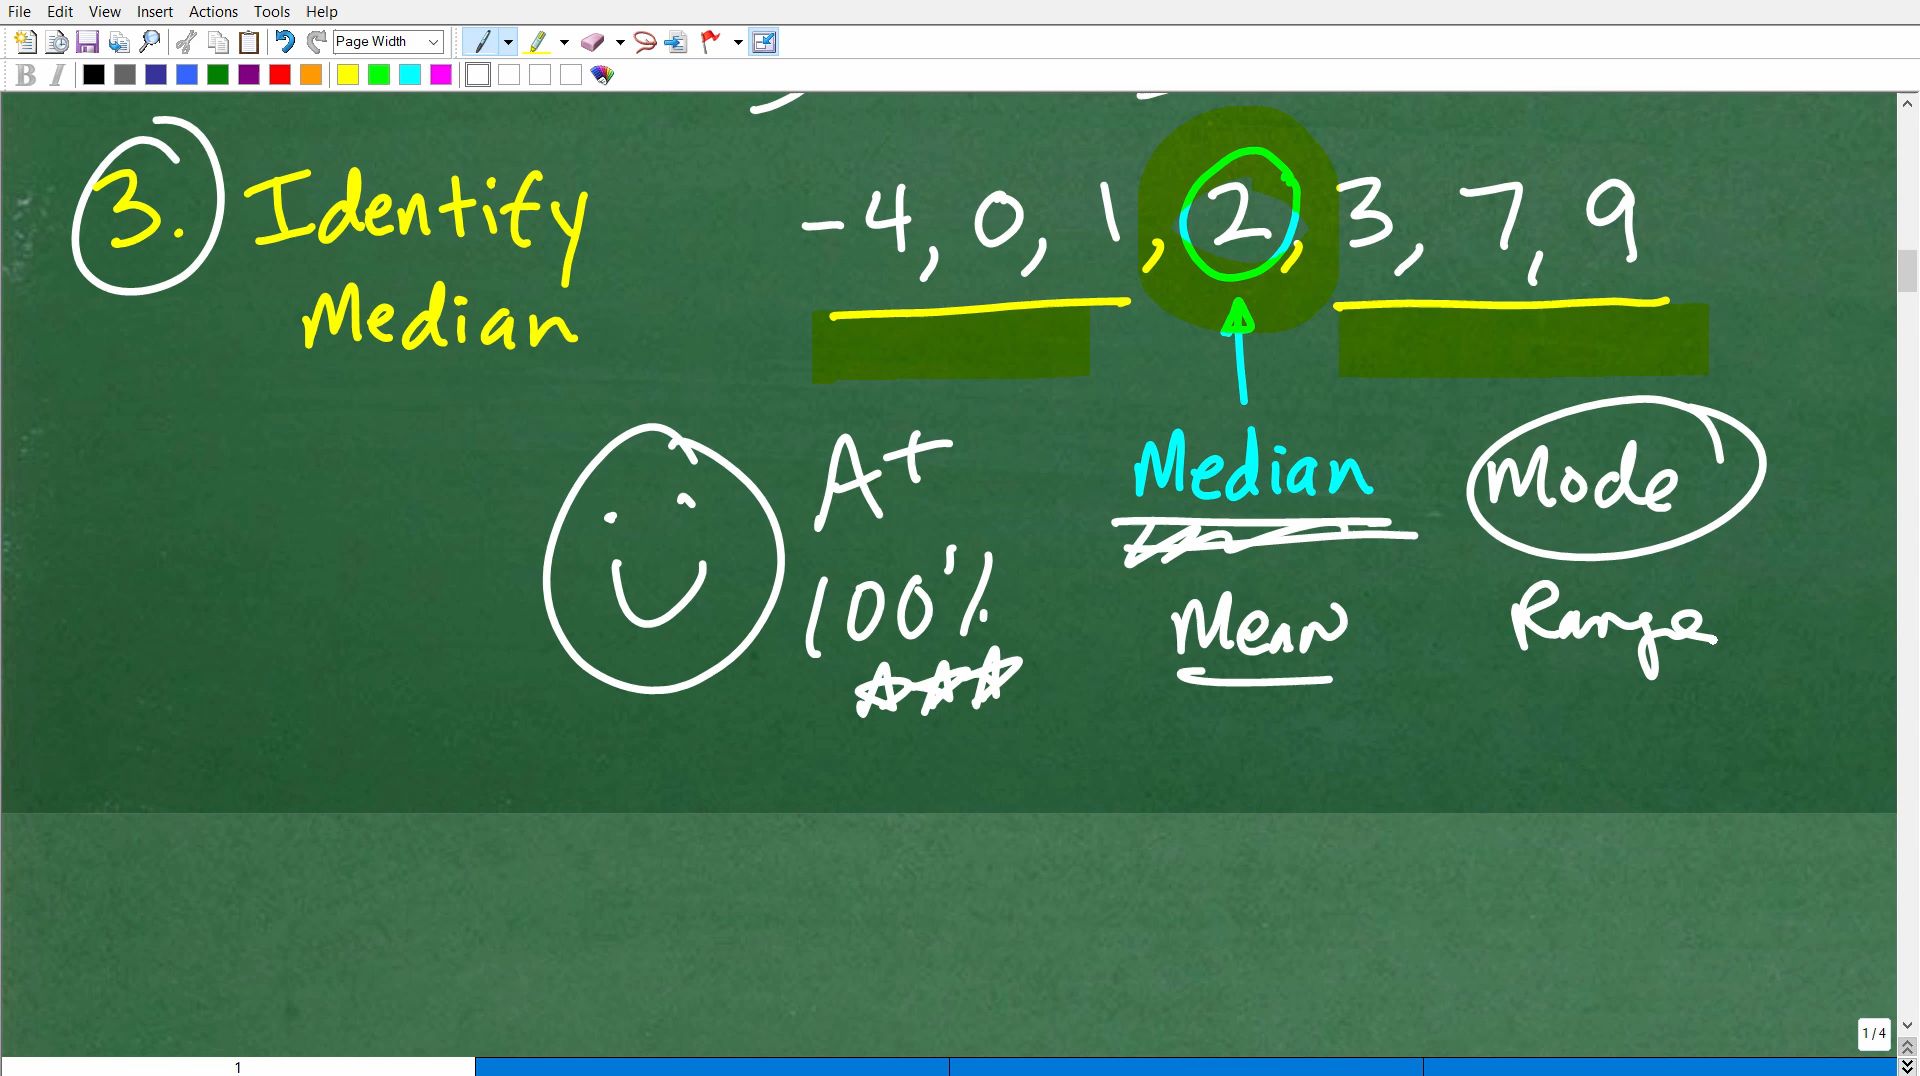 File Edit View Insert Actions Tools Help
Page Width
B I
3. Identify
Median
-4, 0, 1, 2, 3, 7, 9
A+
100%
Median
Mode
Mean
Range
1 / 4
1